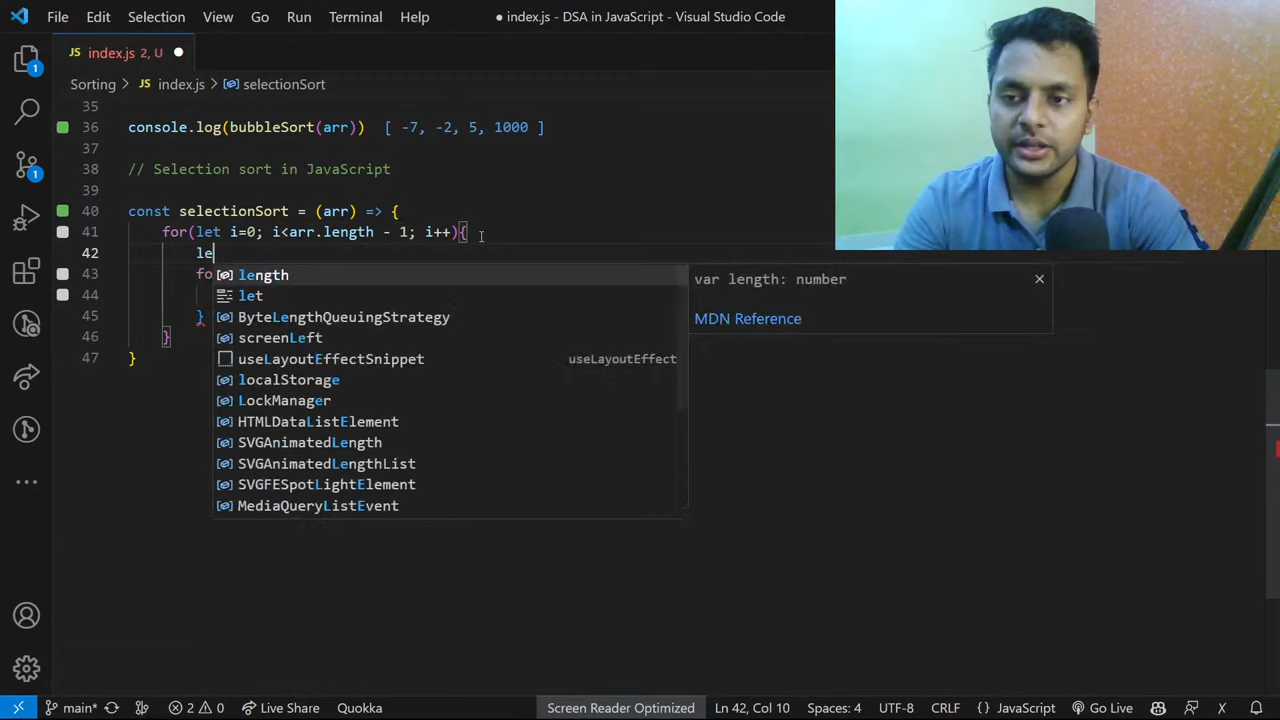 File Edit Selection View Go Run Terminal Help
● index.js - DSA in JavaScript - Visual Studio Code
JS index.js 2, U ●
Sorting > JS index.js > selectionSort
35
36 console.log(bubbleSort(arr)) [ -7, -2, 5, 1000 ]
37
38 // Selection sort in JavaScript
39
40 const selectionSort = (arr) => {
41 for(let i=0; i<arr.length - 1; i++){
42 le
43 fo
44
45 }
46 }
47 }
length
let
ByteLengthQueuingStrategy
screenLeft
useLayoutEffectSnippet useLayoutEffect
localStorage
LockManager
HTMLDataListElement
SVGAnimatedLength
SVGAnimatedLengthList
SVGFESpotLightElement
MediaQueryListEvent
var length: number
MDN Reference
1
1
main* 2 0 Live Share Quokka Screen Reader Optimized Ln 42, Col 10 Spaces: 4 UTF-8 CRLF { } JavaScript Go Live